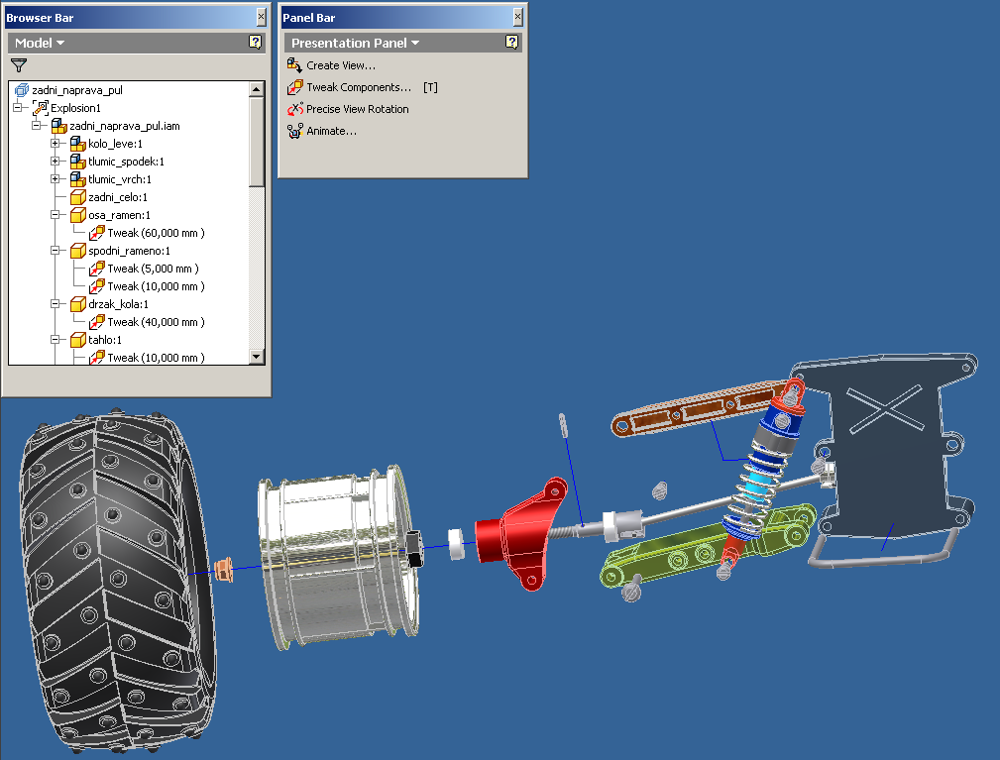 Browser Bar
Model
zadni_naprava_pul
Explosion1
zadni_naprava_pul.iam
kolo_leve:1
tlumic_spodek:1
tlumic_vrch:1
zadni_celo:1
osa_ramen:1
Tweak (60,000 mm )
spodni_rameno:1
Tweak (5,000 mm )
Tweak (10,000 mm )
drzak_kola:1
Tweak (40,000 mm )
tahlo:1
Tweak (10,000 mm )
Panel Bar
Presentation Panel
Create View...
Tweak Components... [T]
Precise View Rotation
Animate...